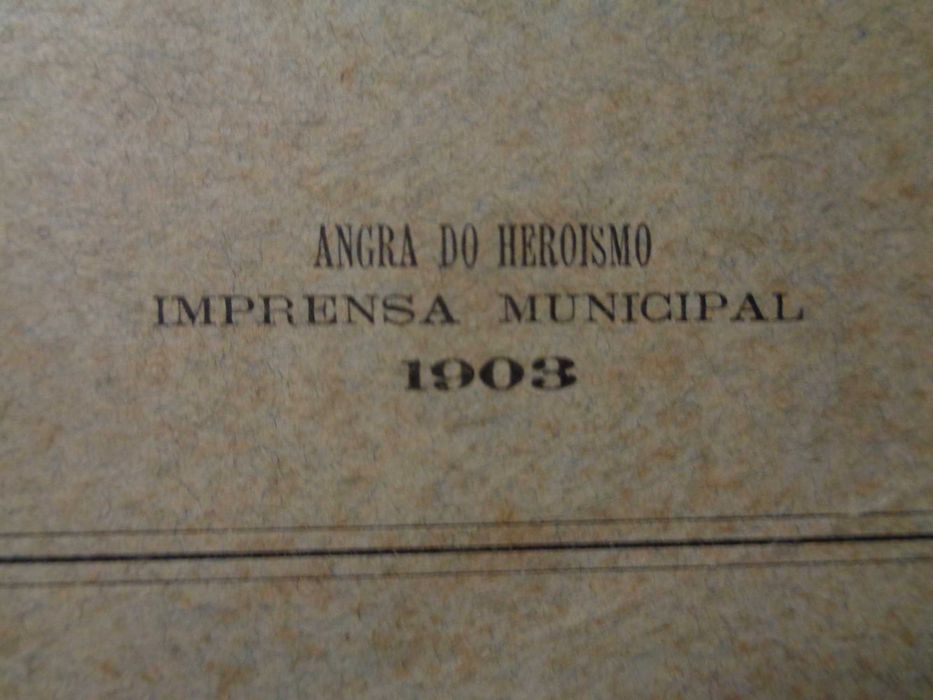 ANGRA DO HEROISMO
IMPRENSA MUNICIPAL
1903